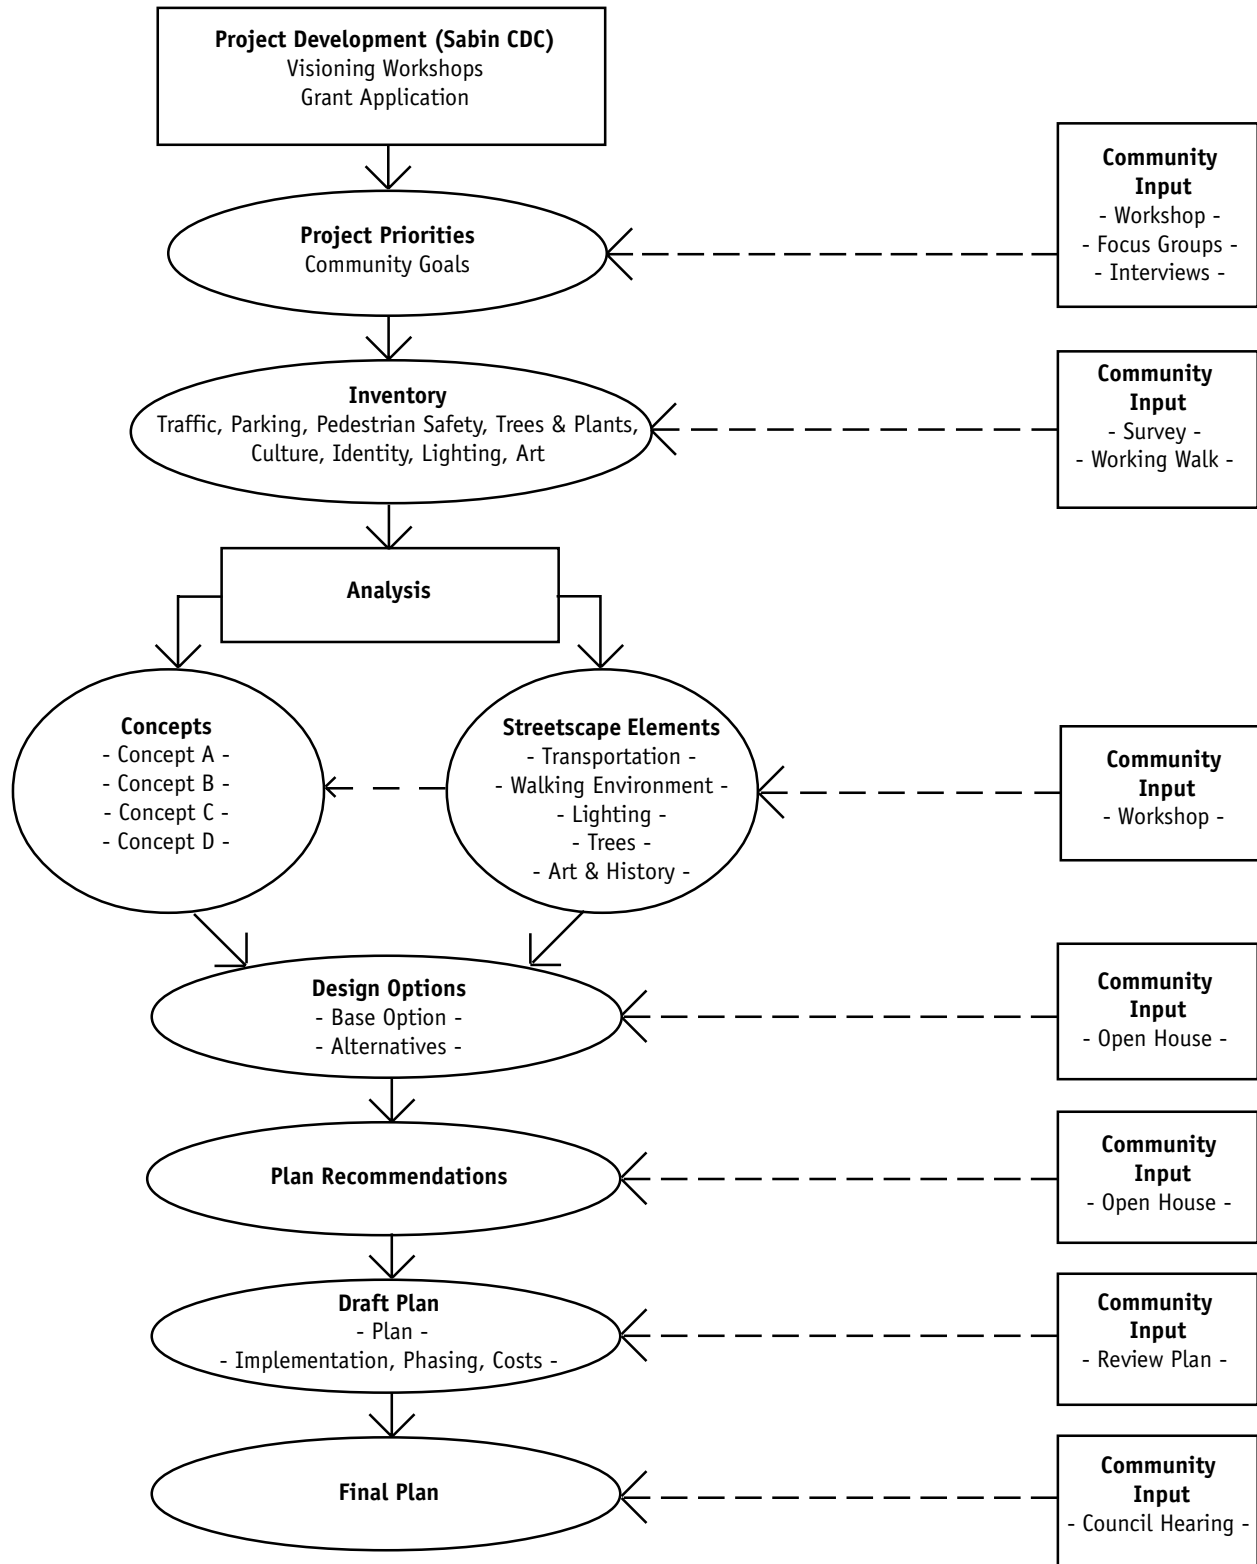 Project Development (Sabin CDC)
Visioning Workshops
Grant Application
Community
Input
- Workshop -
- Focus Groups -
- Interviews -
Project Priorities
Community Goals
Inventory
Traffic, Parking, Pedestrian Safety, Trees & Plants,
Culture, Identity, Lighting, Art
Community
Input
- Survey -
- Working Walk -
Analysis
Concepts
- Concept A -
- Concept B -
- Concept C -
- Concept D -
Streetscape Elements
- Transportation -
- Walking Environment -
- Lighting -
- Trees -
- Art & History -
Community
Input
- Workshop -
Design Options
- Base Option -
- Alternatives -
Community
Input
- Open House -
Plan Recommendations
Community
Input
- Open House -
Draft Plan
- Plan -
- Implementation, Phasing, Costs -
Community
Input
- Review Plan -
Final Plan
Community
Input
- Council Hearing -